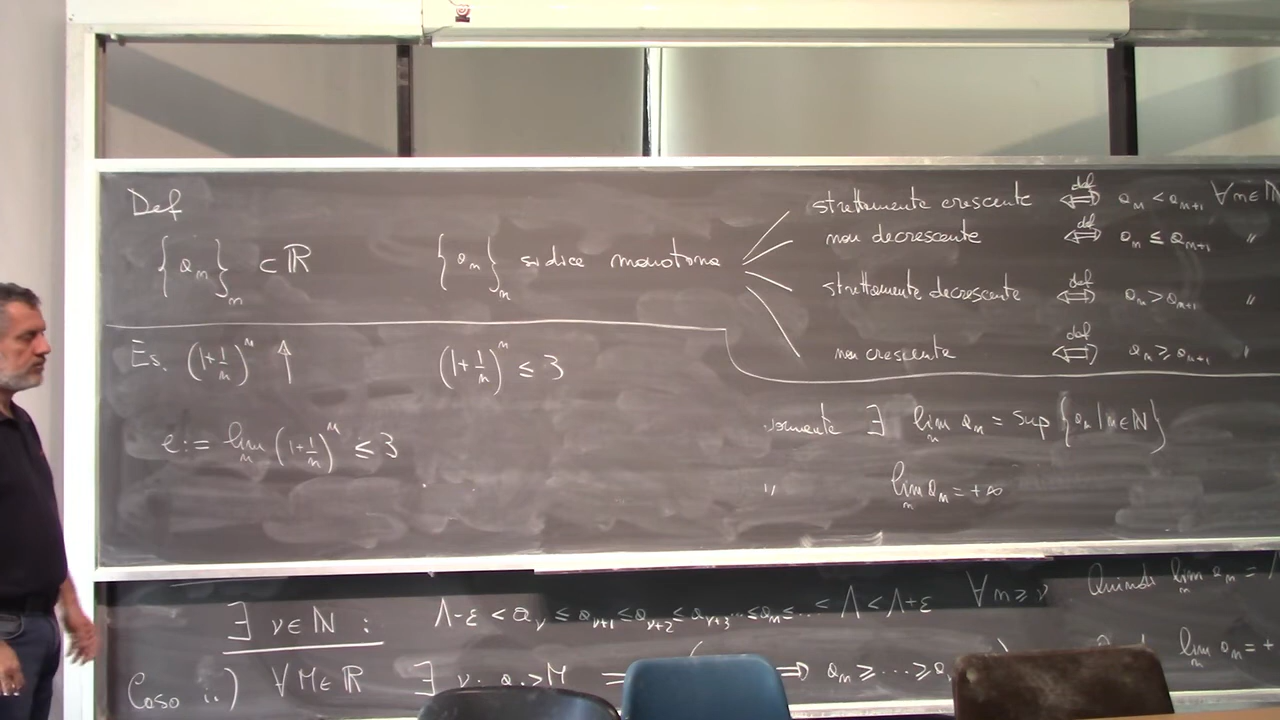 Def
{a_n}_n ⊂ ℝ {a_n}_n si dice monotona
strettamente crescente ⟺ def a_n < a_{n+1} ∀n∈ℕ
non decrescente ⟺ def a_n ≤ a_{n+1} "
strettamente decrescente ⟺ def a_n > a_{n+1} "
non crescente ⟺ def a_n ≥ a_{n+1} "
Es. (1+1/n)^n ↑ (1+1/n)^n ≤ 3
e := lim_n (1+1/n)^n ≤ 3
∃ lim_n a_n = sup {a_n | n∈ℕ}
" lim_n a_n = +∞
∃ ν∈ℕ : Λ-ε < a_ν ≤ a_{ν+1} ≤ a_{ν+2} ≤ a_{ν+3} ... ≤ a_n ≤ ... < Λ < Λ+ε ∀n ≥ ν Quindi lim_n a_n =
Caso ii) ∀M∈ℝ ∃ ν: a_ν > M ⟹ a_n ≥ .... ≥ a lim_n a_n = +